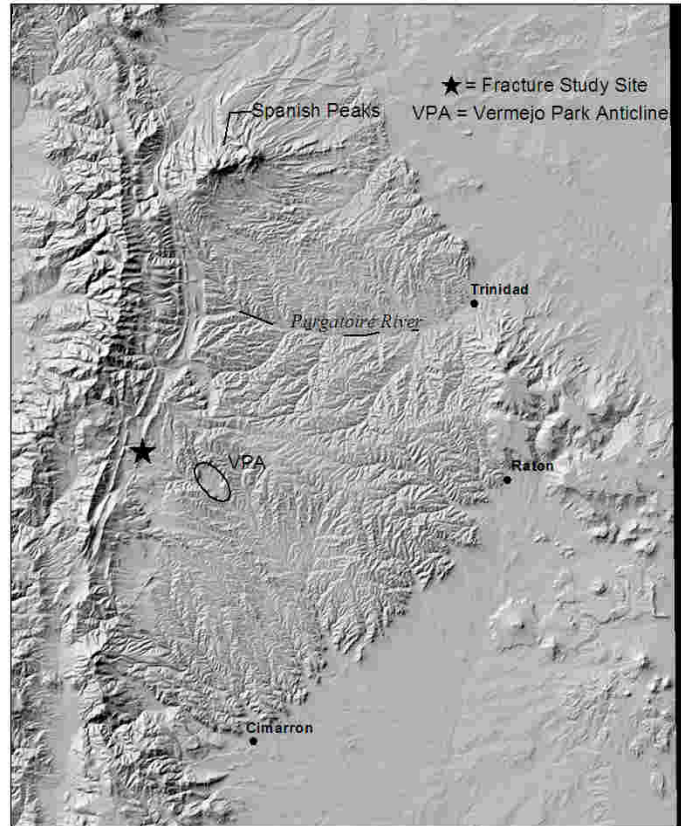 ★ = Fracture Study Site
Spanish Peaks
VPA = Vermejo Park Anticline
Trinidad
Purgatoire River
VPA
Raton
Cimarron